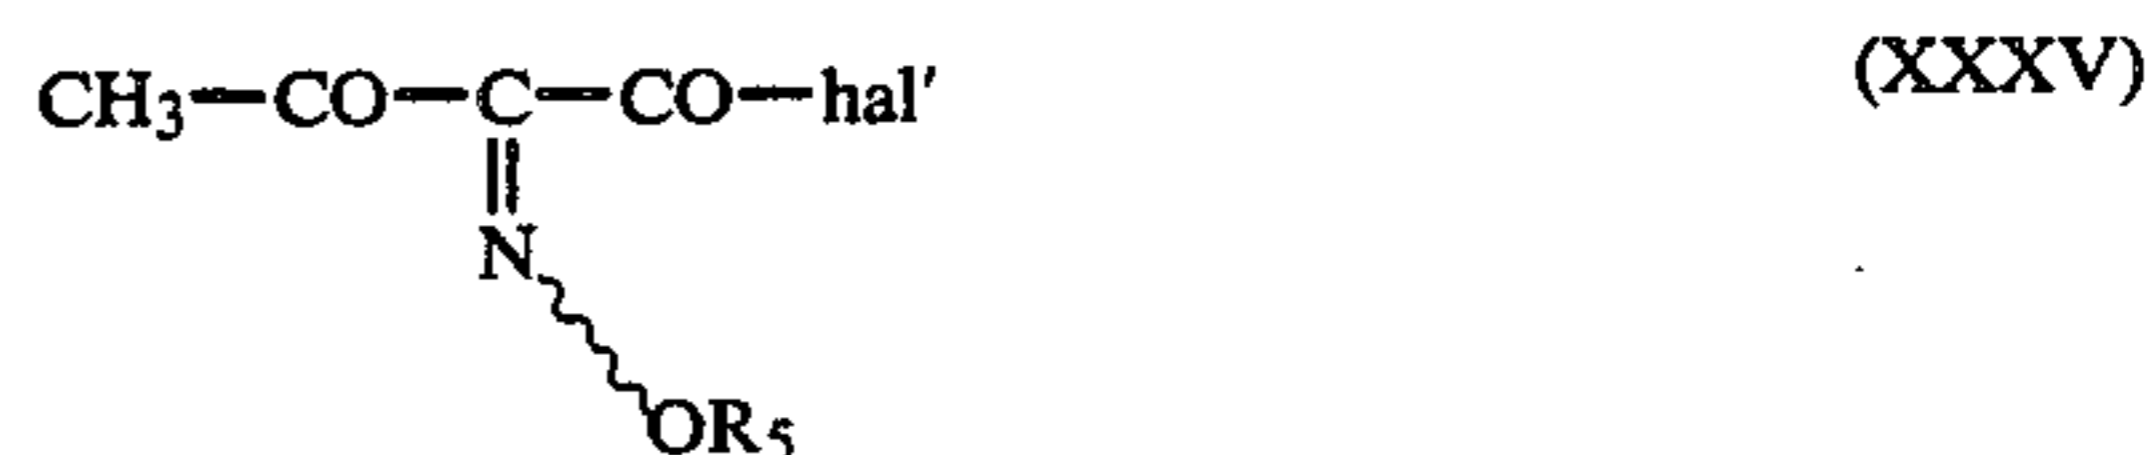 CH3—CO—C—CO—hal′ (XXXV)
N
OR5